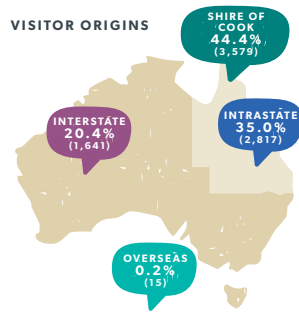 VISITOR ORIGINS
SHIRE OF
COOK
44.4%
(3,579)
INTRASTATE
35.0%
(2,817)
INTERSTATE
20.4%
(1,641)
OVERSEAS
0.2%
(15)